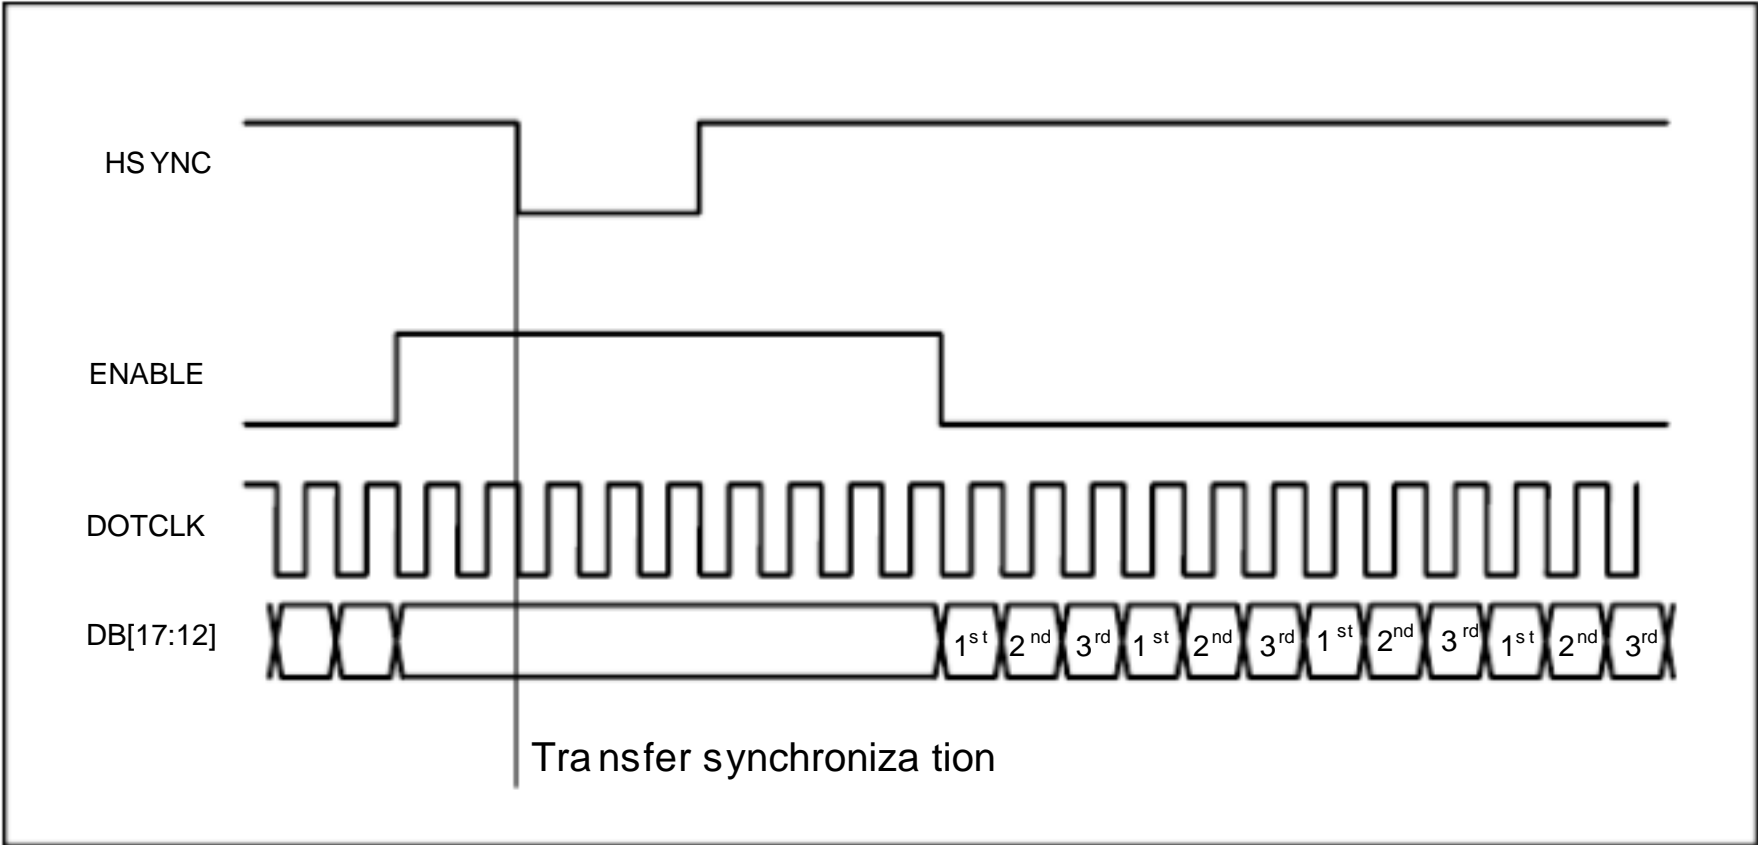 HSYNC
ENABLE
DOTCLK
DB[17:12]
1st 2nd 3rd 1st 2nd 3rd 1st 2nd 3rd 1st 2nd 3rd
Transfer synchronization